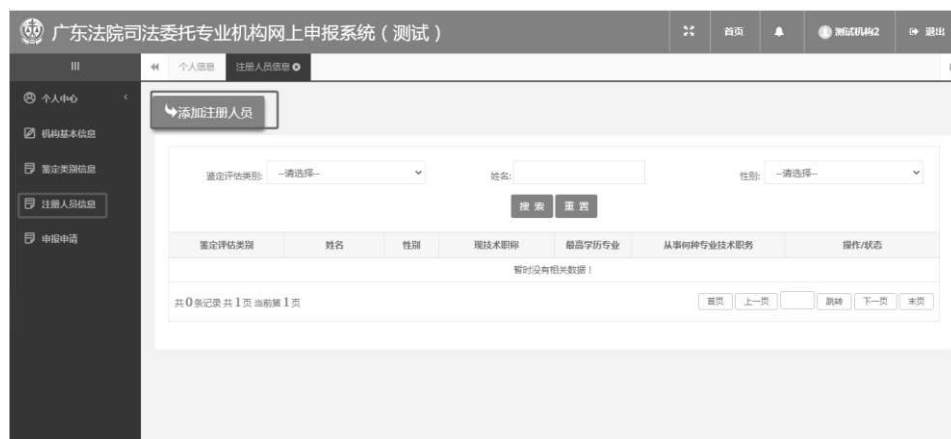 广东法院司法委托专业机构网上申报系统（测试）
首页 测试机构2 退出
个人信息 注册人员信息
个人中心
机构基本信息
鉴定类别信息
注册人员信息
申报申请
添加注册人员
鉴定评估类别: --请选择-- 姓名: 性别: --请选择--
搜 索 重 置
鉴定评估类别 姓名 性别 现技术职称 最高学历专业 从事何种专业技术职务 操作/状态
暂时没有相关数据！
共0条记录 共1页 当前第1页 首页 上一页 跳转 下一页 末页